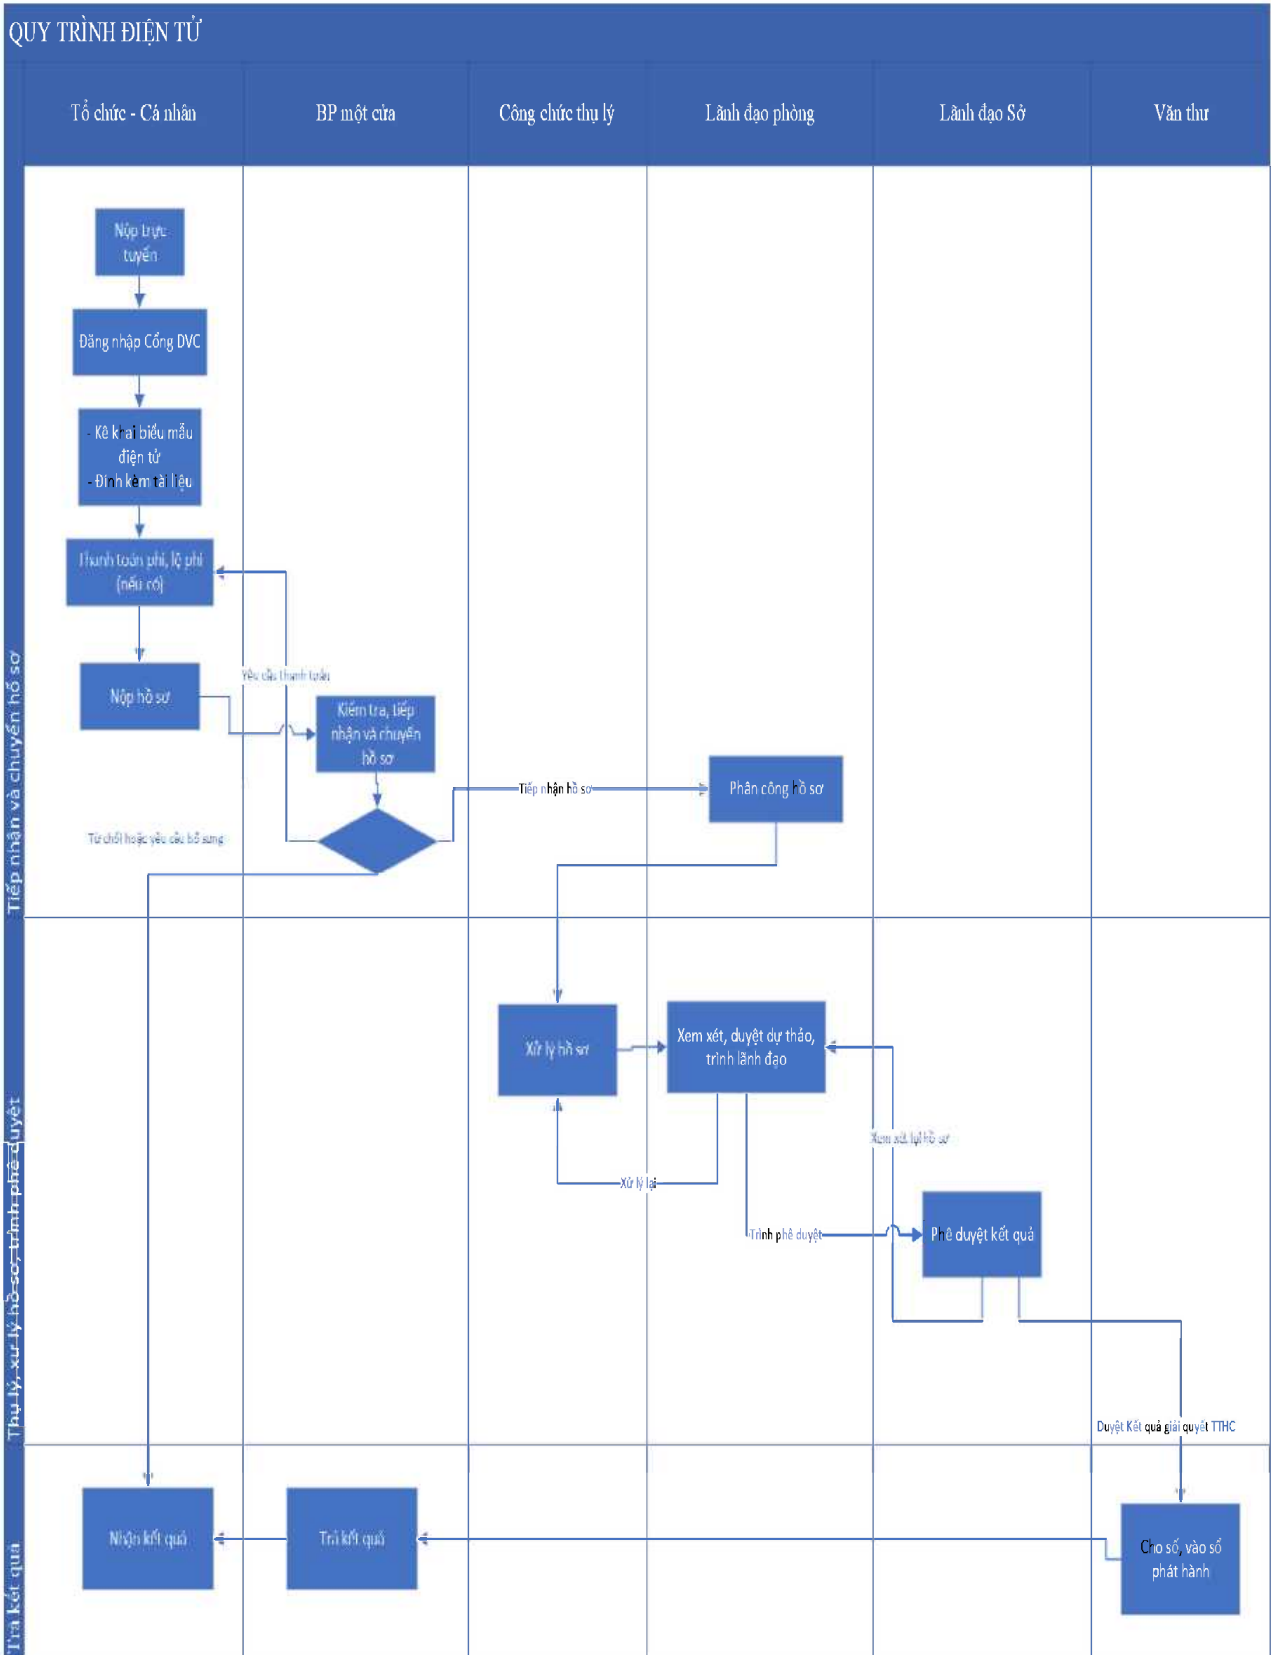 QUY TRÌNH ĐIỆN TỬ
Tổ chức - Cá nhân
BP một cửa
Công chức thụ lý
Lãnh đạo phòng
Lãnh đạo Sở
Văn thư
Tiếp nhận và chuyển hồ sơ
Nộp trực
tuyến
Đăng nhập Cổng DVC
- Kê khai biểu mẫu
điện tử
- Đính kèm tài liệu
Thanh toán phí, lệ phí
(nếu có)
Yêu cầu thanh toán
Nộp hồ sơ
Kiểm tra, tiếp
nhận và chuyển
hồ sơ
Tiếp nhận hồ sơ
Phân công hồ sơ
Từ chối hoặc yêu cầu bổ sung
Thụ lý, xử lý hồ sơ, trình phê duyệt
Xử lý hồ sơ
Xem xét, duyệt dự thảo,
trình lãnh đạo
Xem xét lại hồ sơ
Xử lý lại
Trình phê duyệt
Phê duyệt kết quả
Duyệt Kết quả giải quyết TTHC
Trả kết quả
Nhận kết quả
Trả kết quả
Cho số, vào sổ
phát hành